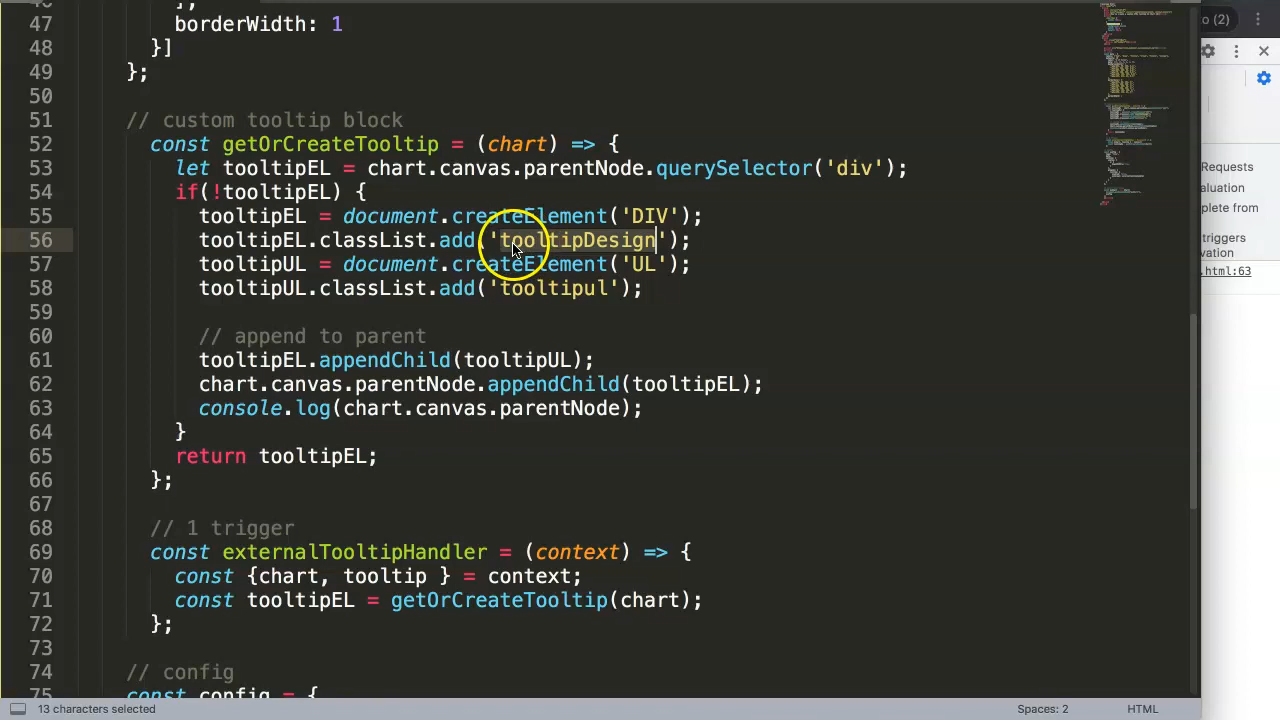 46 ],
47 borderWidth: 1
48 }]
49 };
50
51 // custom tooltip block
52 const getOrCreateTooltip = (chart) => {
53 let tooltipEL = chart.canvas.parentNode.querySelector('div');
54 if(!tooltipEL) {
55 tooltipEL = document.createElement('DIV');
56 tooltipEL.classList.add('tooltipDesign');
57 tooltipUL = document.createElement('UL');
58 tooltipUL.classList.add('tooltipul');
59
60 // append to parent
61 tooltipEL.appendChild(tooltipUL);
62 chart.canvas.parentNode.appendChild(tooltipEL);
63 console.log(chart.canvas.parentNode);
64 }
65 return tooltipEL;
66 };
67
68 // 1 trigger
69 const externalTooltipHandler = (context) => {
70 const {chart, tooltip } = context;
71 const tooltipEL = getOrCreateTooltip(chart);
72 };
73
74 // config
75 const config = {
13 characters selected
Spaces: 2
HTML
o (2)
Requests
aluation
plete from
triggers
vation
.html:63